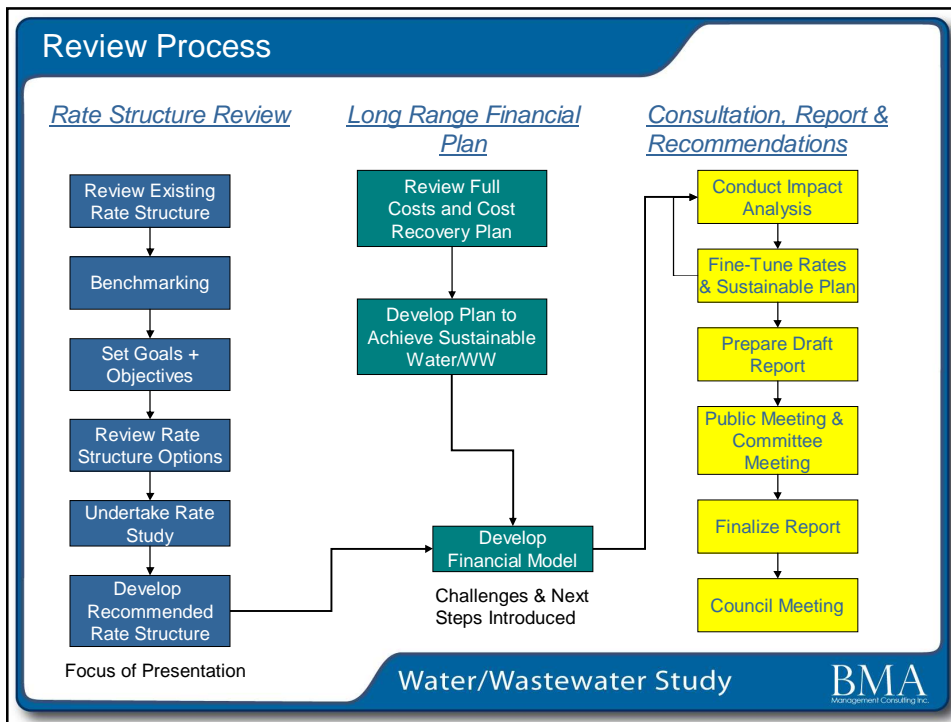 Review Process
Rate Structure Review
Review Existing
Rate Structure
Benchmarking
Set Goals +
Objectives
Review Rate
Structure Options
Undertake Rate
Study
Develop
Recommended
Rate Structure
Focus of Presentation
Long Range Financial
Plan
Review Full
Costs and Cost
Recovery Plan
Develop Plan to
Achieve Sustainable
Water/WW
Develop
Financial Model
Challenges & Next
Steps Introduced
Consultation, Report &
Recommendations
Conduct Impact
Analysis
Fine-Tune Rates
& Sustainable Plan
Prepare Draft
Report
Public Meeting &
Committee
Meeting
Finalize Report
Council Meeting
Water/Wastewater Study
BMA
Management Consulting Inc.